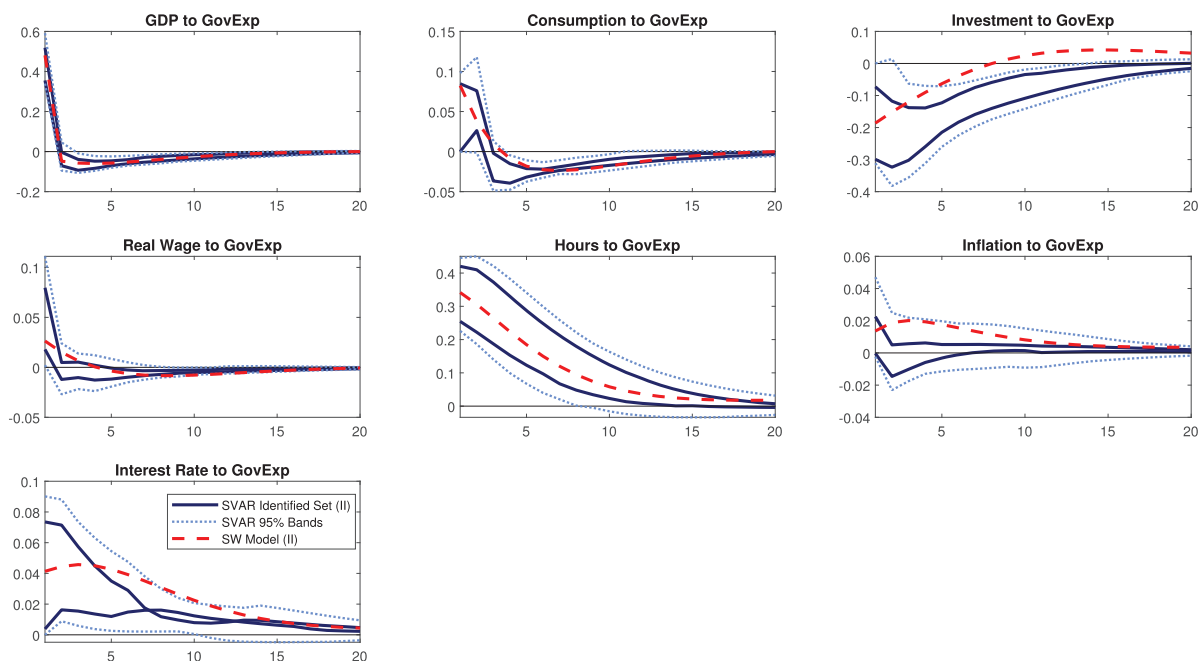 GDP to GovExp
0.6
0.4
0.2
0
-0.2
5 10 15 20
Consumption to GovExp
0.15
0.1
0.05
0
-0.05
5 10 15 20
Investment to GovExp
0.1
0
-0.1
-0.2
-0.3
-0.4
5 10 15 20
Real Wage to GovExp
0.1
0.05
0
-0.05
5 10 15 20
Hours to GovExp
0.4
0.3
0.2
0.1
0
5 10 15 20
Inflation to GovExp
0.06
0.04
0.02
0
-0.02
-0.04
5 10 15 20
Interest Rate to GovExp
0.1
0.08
0.06
0.04
0.02
0
5 10 15 20
SVAR Identified Set (II)
SVAR 95% Bands
SW Model (II)